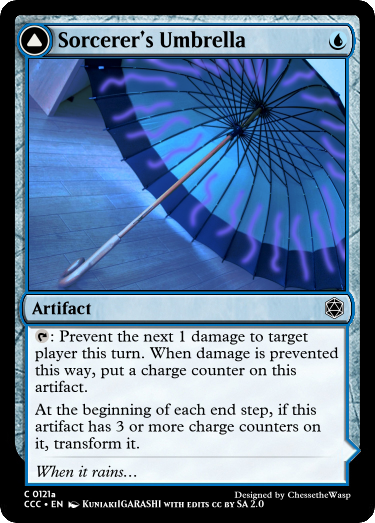 Sorcerer's Umbrella
Artifact
: Prevent the next 1 damage to target
player this turn. When damage is prevented
this way, put a charge counter on this
artifact.
At the beginning of each end step, if this
artifact has 3 or more charge counters on
it, transform it.
When it rains...
C 0121a
Designed by ChessetheWasp
CCC • EN KUNIAKIIGARASHI WITH EDITS CC BY SA 2.0